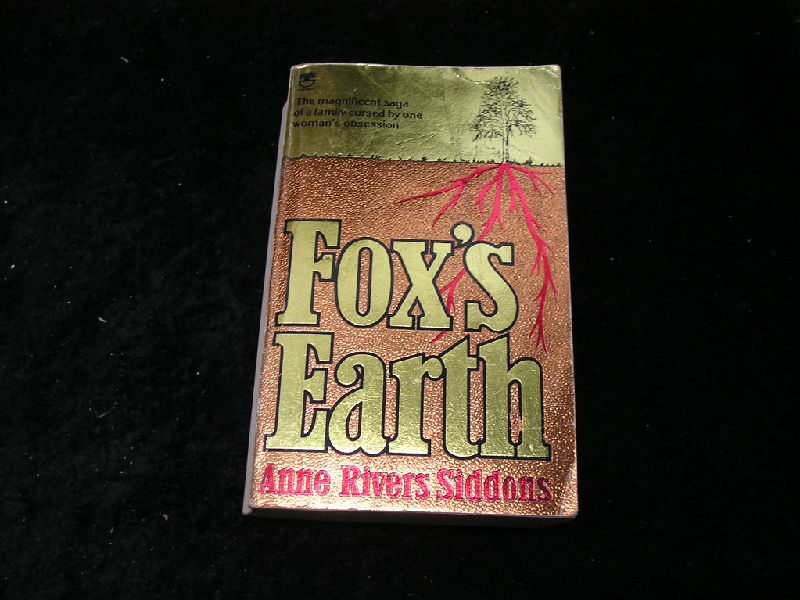 The magnificent saga
of a family cursed by one
woman's obsession
Fox's
Earth
Anne Rivers Siddons